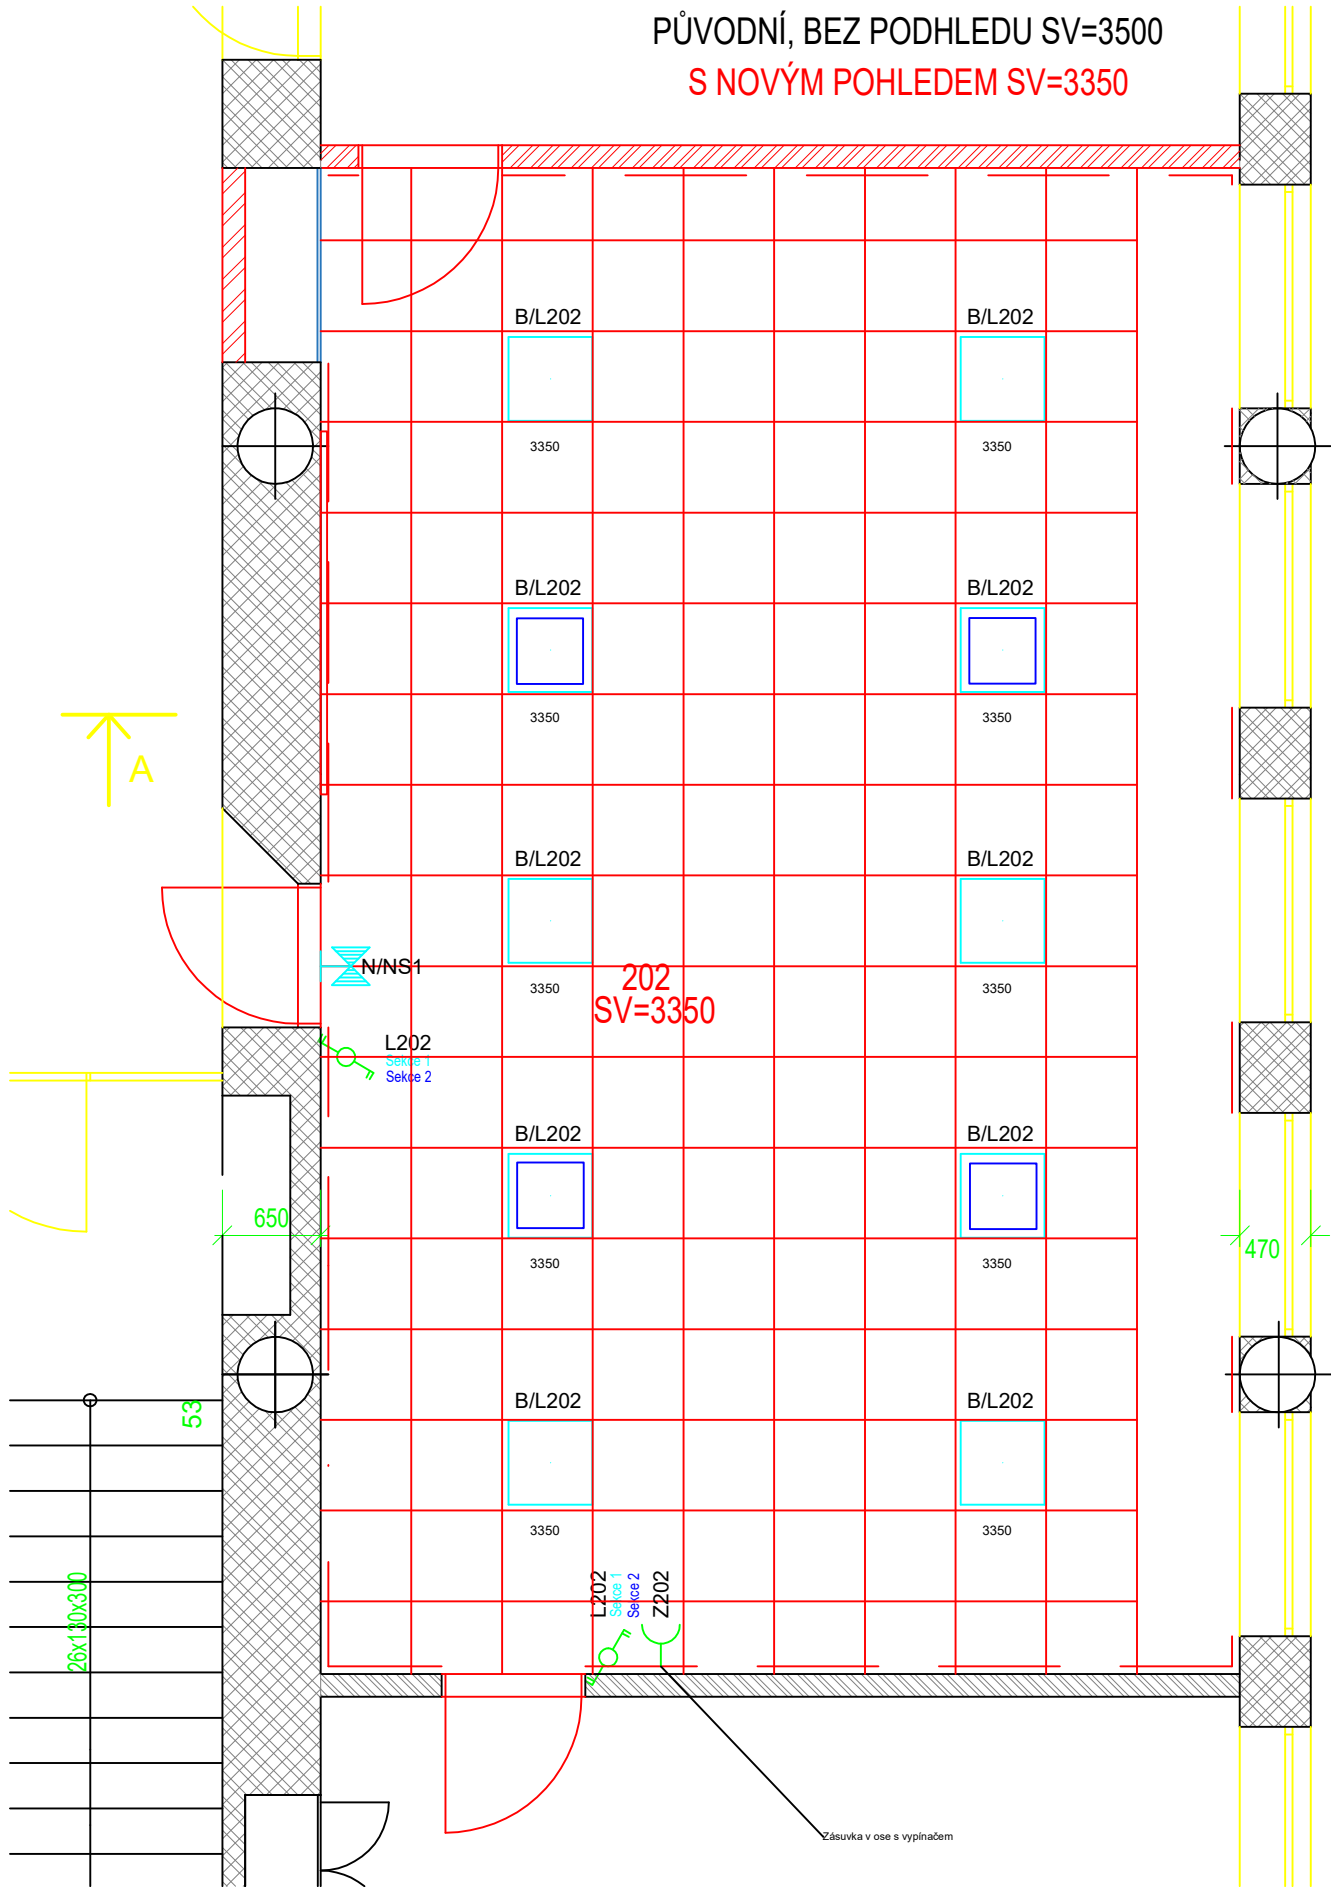 PŮVODNÍ, BEZ PODHLEDU SV=3500
S NOVÝM POHLEDEM SV=3350
B/L202
B/L202
3350
3350
B/L202
B/L202
3350
3350
A
B/L202
B/L202
N/NS1
3350
3350
202
SV=3350
L202
Sekce 1
Sekce 2
B/L202
B/L202
650
470
3350
3350
53
B/L202
B/L202
3350
3350
26x130x300
L202
Sekce 1
Sekce 2
Z202
Zásuvka v ose s vypínačem